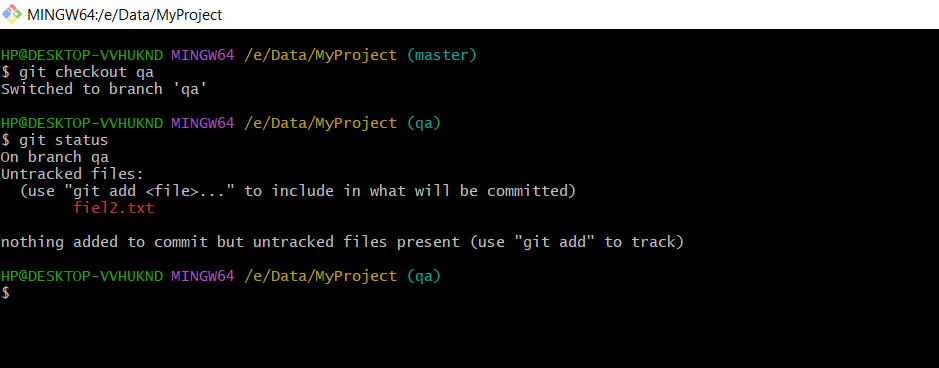 MINGW64:/e/Data/MyProject
HP@DESKTOP-VVHUKND MINGW64 /e/Data/MyProject (master)
$ git checkout qa
Switched to branch 'qa'
HP@DESKTOP-VVHUKND MINGW64 /e/Data/MyProject (qa)
$ git status
On branch qa
Untracked files:
  (use "git add <file>..." to include in what will be committed)
        fiel2.txt
nothing added to commit but untracked files present (use "git add" to track)
HP@DESKTOP-VVHUKND MINGW64 /e/Data/MyProject (qa)
$